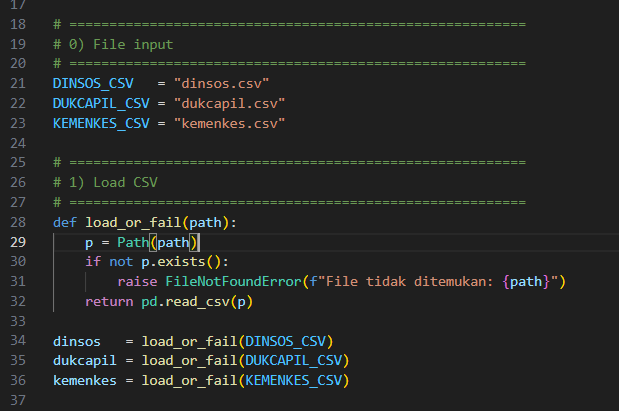 17
18 # =========================================================
19 # 0) File input
20 # =========================================================
21 DINSOS_CSV   = "dinsos.csv"
22 DUKCAPIL_CSV = "dukcapil.csv"
23 KEMENKES_CSV = "kemenkes.csv"
24
25 # =========================================================
26 # 1) Load CSV
27 # =========================================================
28 def load_or_fail(path):
29     p = Path(path)
30     if not p.exists():
31         raise FileNotFoundError(f"File tidak ditemukan: {path}")
32     return pd.read_csv(p)
33
34 dinsos   = load_or_fail(DINSOS_CSV)
35 dukcapil = load_or_fail(DUKCAPIL_CSV)
36 kemenkes = load_or_fail(KEMENKES_CSV)
37